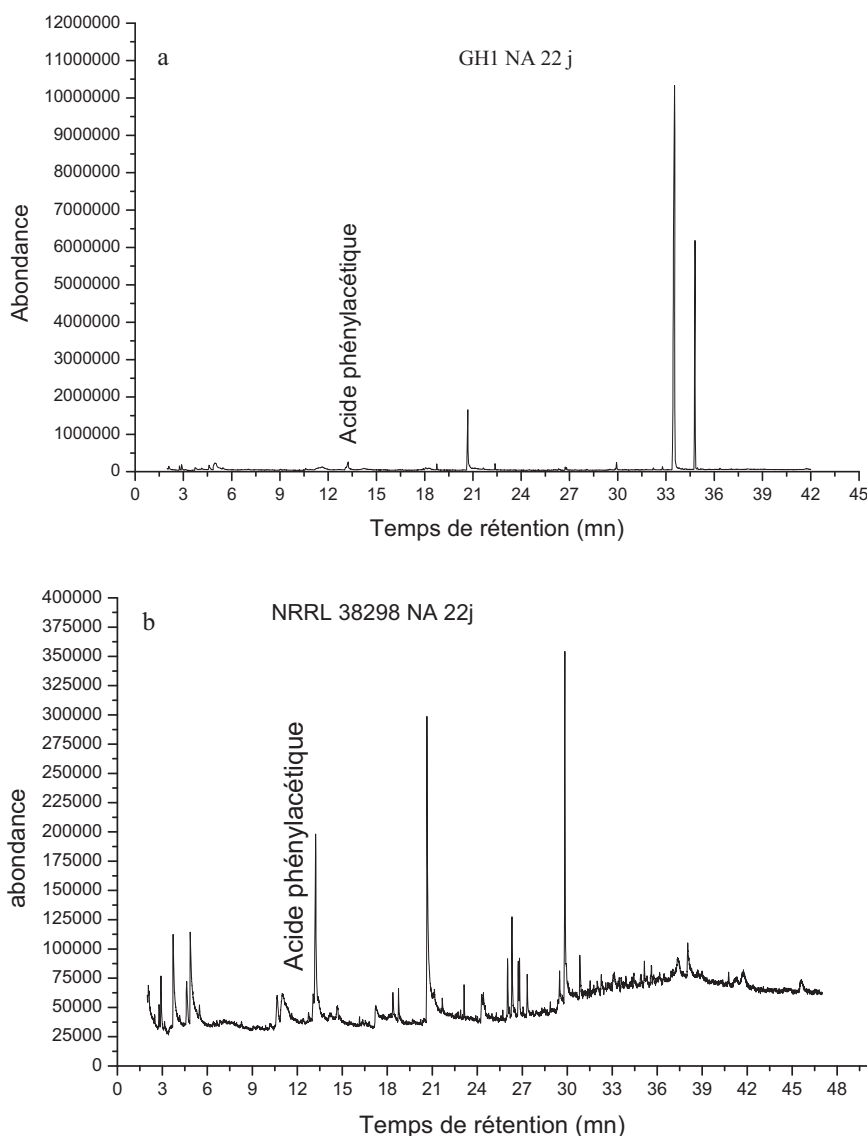 12000000
a
GH1 NA 22 j
11000000
10000000
9000000
8000000
7000000
6000000
5000000
4000000
3000000
2000000
1000000
0
Abondance
Acide phénylacétique
0 3 6 9 12 15 18 21 24 27 30 33 36 39 42 45
Temps de rétention (mn)
400000
b
NRRL 38298 NA 22j
375000
350000
325000
300000
275000
250000
225000
200000
175000
150000
125000
100000
75000
50000
25000
0
abondance
Acide phénylacétique
0 3 6 9 12 15 18 21 24 27 30 33 36 39 42 45 48
Temps de rétention (mn)